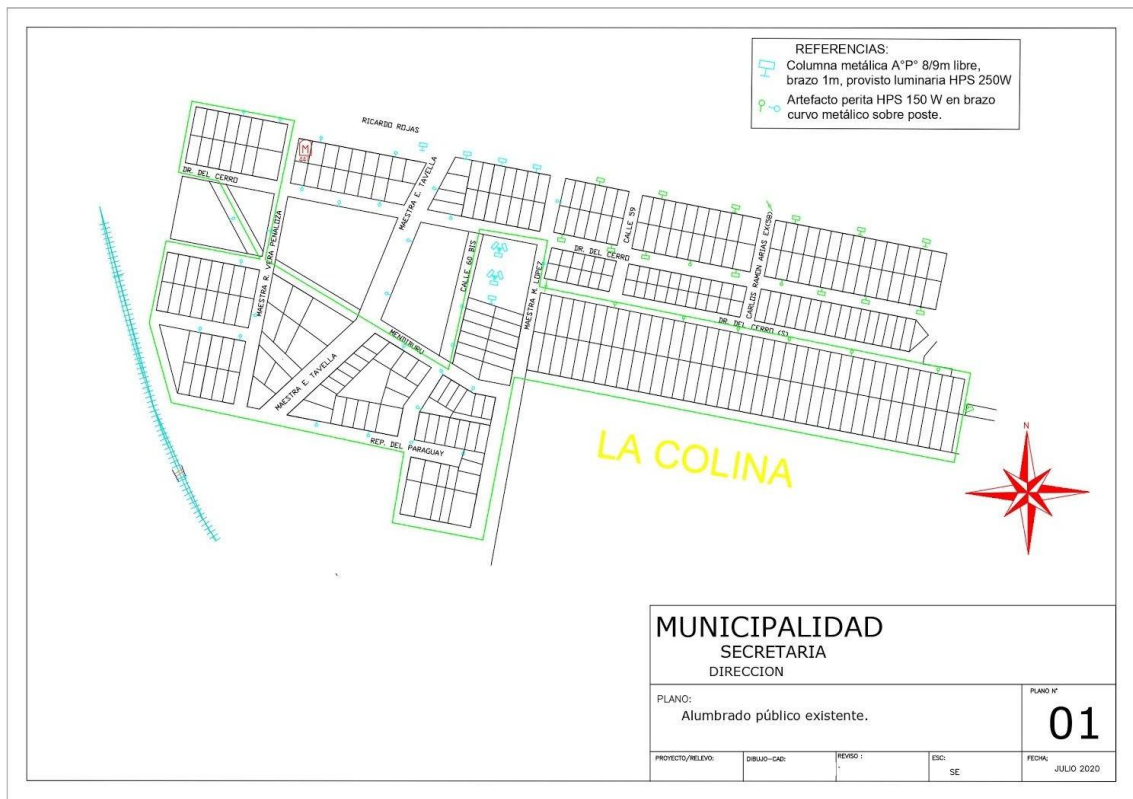 REFERENCIAS:
Columna metálica A°P° 8/9m libre,
brazo 1m, provisto luminaria HPS 250W
Artefacto perita HPS 150 W en brazo
curvo metálico sobre poste.
RICARDO ROJAS
M
DR. DEL CERRO
MAESTRA E. TAVELLA
MAESTRA R. VERA PEÑALOZA
CALLE 59
CARLOS RAMON ARIAS EX(58)
DR. DEL CERRO
CALLE 60 BIS
MAESTRA M. LOPEZ
DR. DEL CERRO (S)
MENDIBURU
MAESTRA E. TAVELLA
REP. DEL PARAGUAY
LA COLINA
N
MUNICIPALIDAD
SECRETARIA
DIRECCION
PLANO:
Alumbrado público existente.
PLANO N°
01
PROYECTO/RELEVO:
DIBUJO-CAD:
REVISO :
ESC:
SE
FECHA:
JULIO 2020